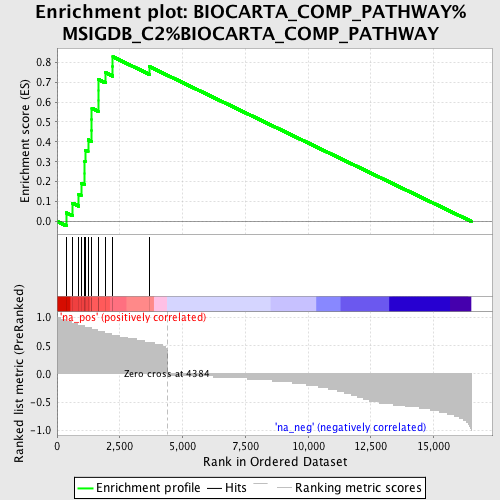 Enrichment plot: BIOCARTA_COMP_PATHWAY%
MSIGDB_C2%BIOCARTA_COMP_PATHWAY
Enrichment score (ES)
0.8
0.7
0.6
0.5
0.4
0.3
0.2
0.1
0.0
'na_pos' (positively correlated)
Ranked list metric (PreRanked)
1.0
0.5
0.0
-0.5
-1.0
Zero cross at 4384
'na_neg' (negatively correlated)
0
2,500
5,000
7,500
10,000
12,500
15,000
Rank in Ordered Dataset
Enrichment profile
Hits
Ranking metric scores